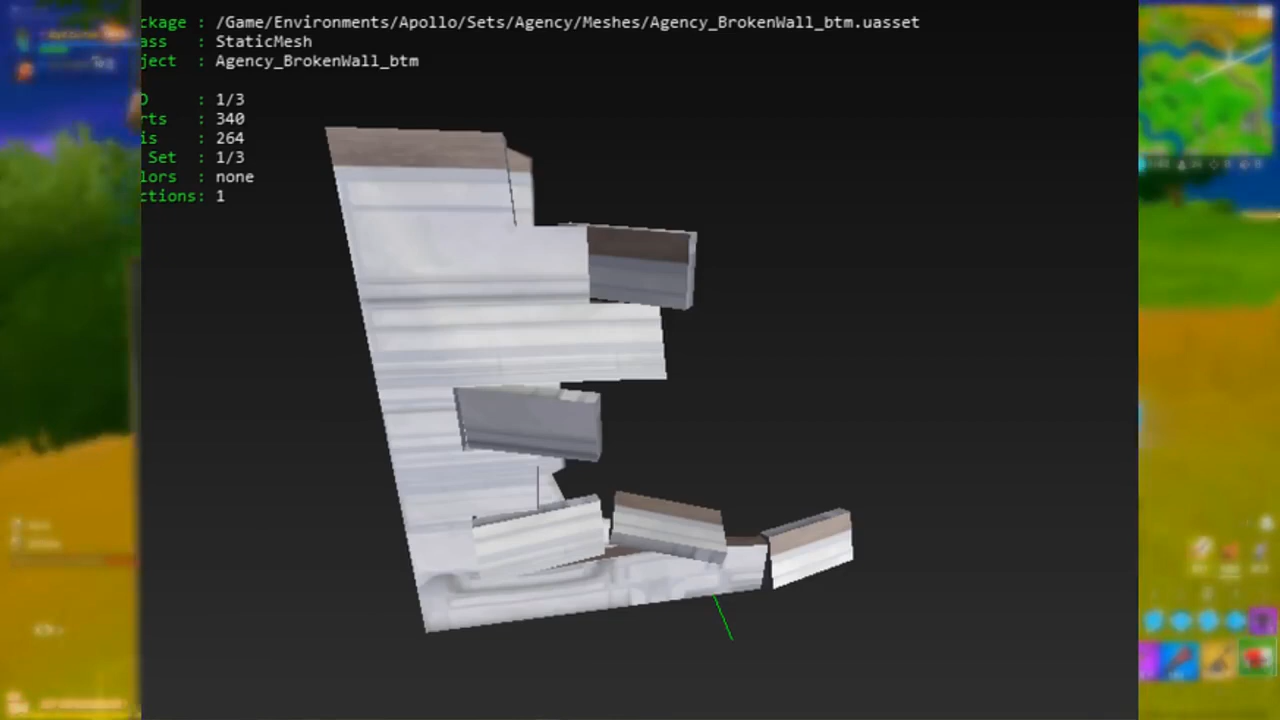 ckage : /Game/Environments/Apollo/Sets/Agency/Meshes/Agency_BrokenWall_btm.uasset
ass : StaticMesh
ject : Agency_BrokenWall_btm
D : 1/3
rts : 340
is : 264
Set : 1/3
lors : none
ctions: 1